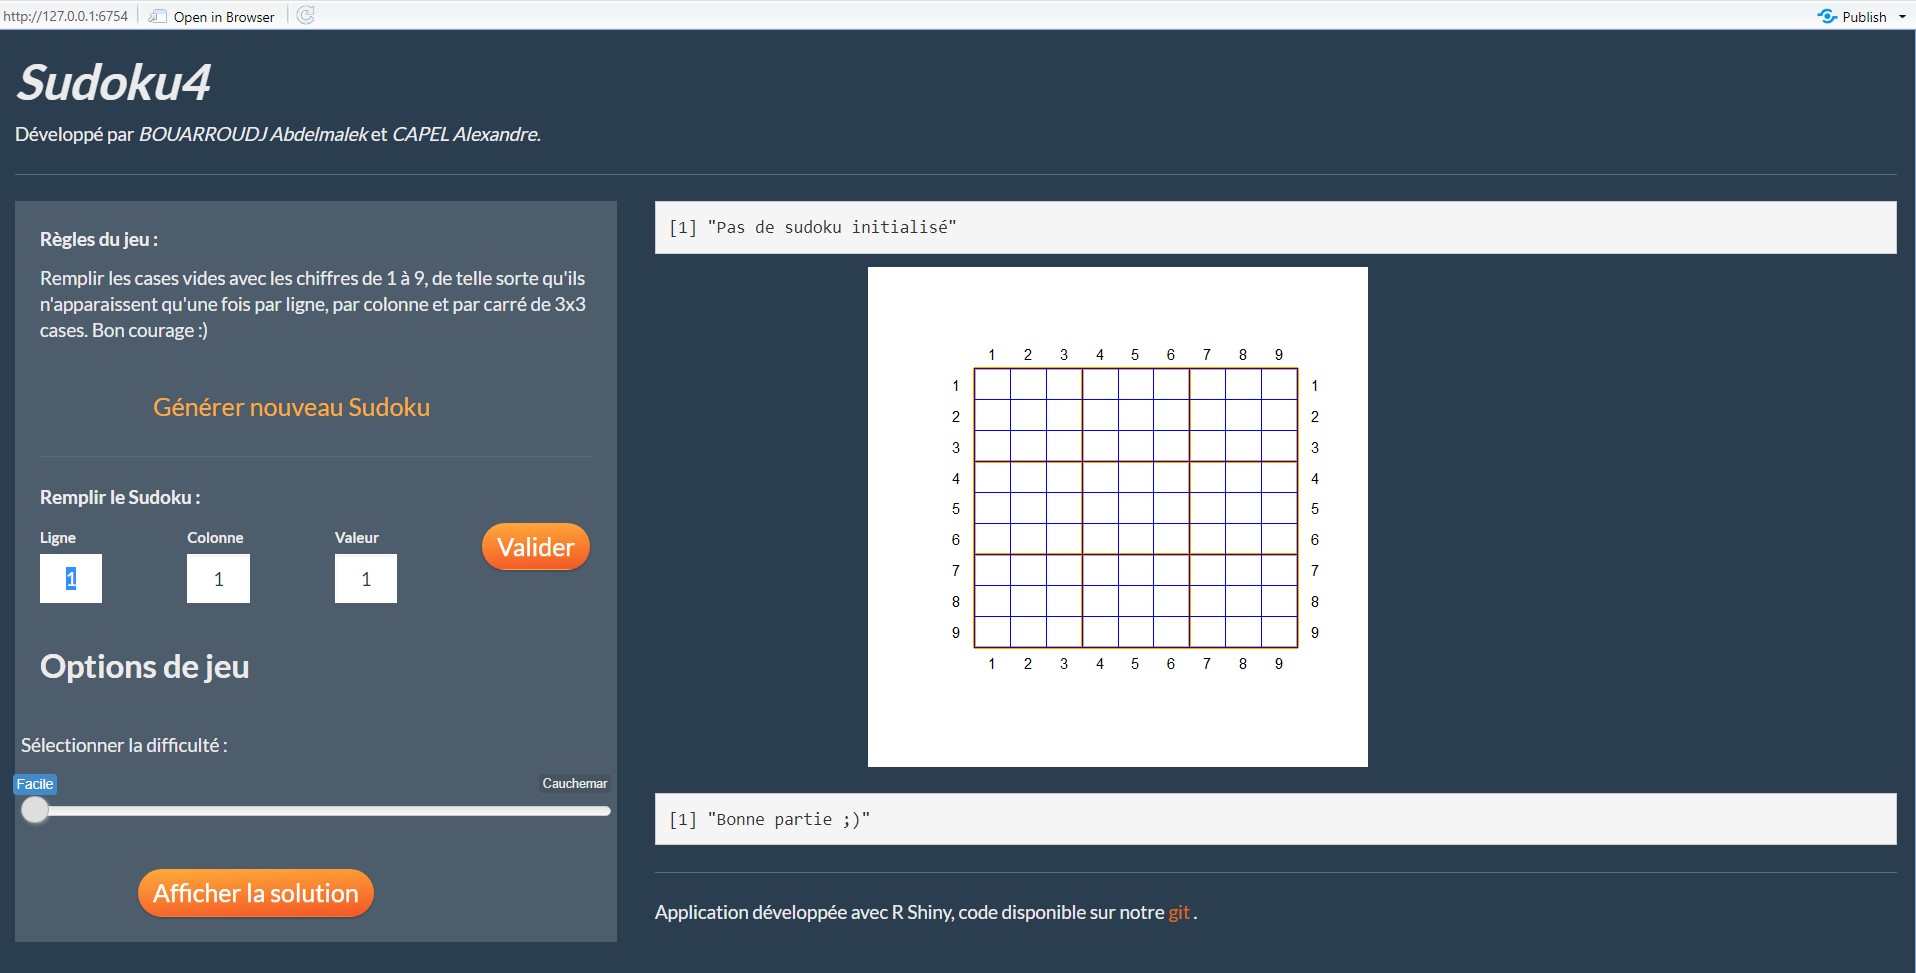 http://127.0.0.1:6754 Open in Browser Publish
Sudoku4
Développé par BOUARROUDJ Abdelmalek et CAPEL Alexandre.
Règles du jeu :
Remplir les cases vides avec les chiffres de 1 à 9, de telle sorte qu'ils
n'apparaissent qu'une fois par ligne, par colonne et par carré de 3x3
cases. Bon courage :)
Générer nouveau Sudoku
Remplir le Sudoku :
Ligne Colonne Valeur
1 1 1
Valider
Options de jeu
Sélectionner la difficulté :
Facile Cauchemar
Afficher la solution
[1] "Pas de sudoku initialisé"
1 2 3 4 5 6 7 8 9
1 1
2 2
3 3
4 4
5 5
6 6
7 7
8 8
9 9
1 2 3 4 5 6 7 8 9
[1] "Bonne partie ;)"
Application développée avec R Shiny, code disponible sur notre git .